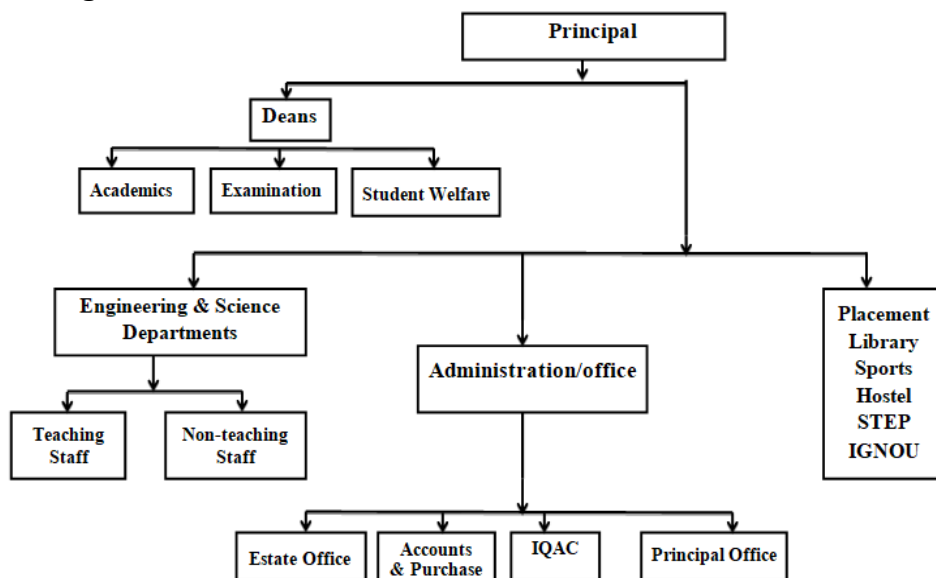 Principal
Deans
Academics
Examination
Student Welfare
Engineering & Science
Departments
Administration/office
Placement
Library
Sports
Hostel
STEP
IGNOU
Teaching
Staff
Non-teaching
Staff
Estate Office
Accounts
& Purchase
IQAC
Principal Office